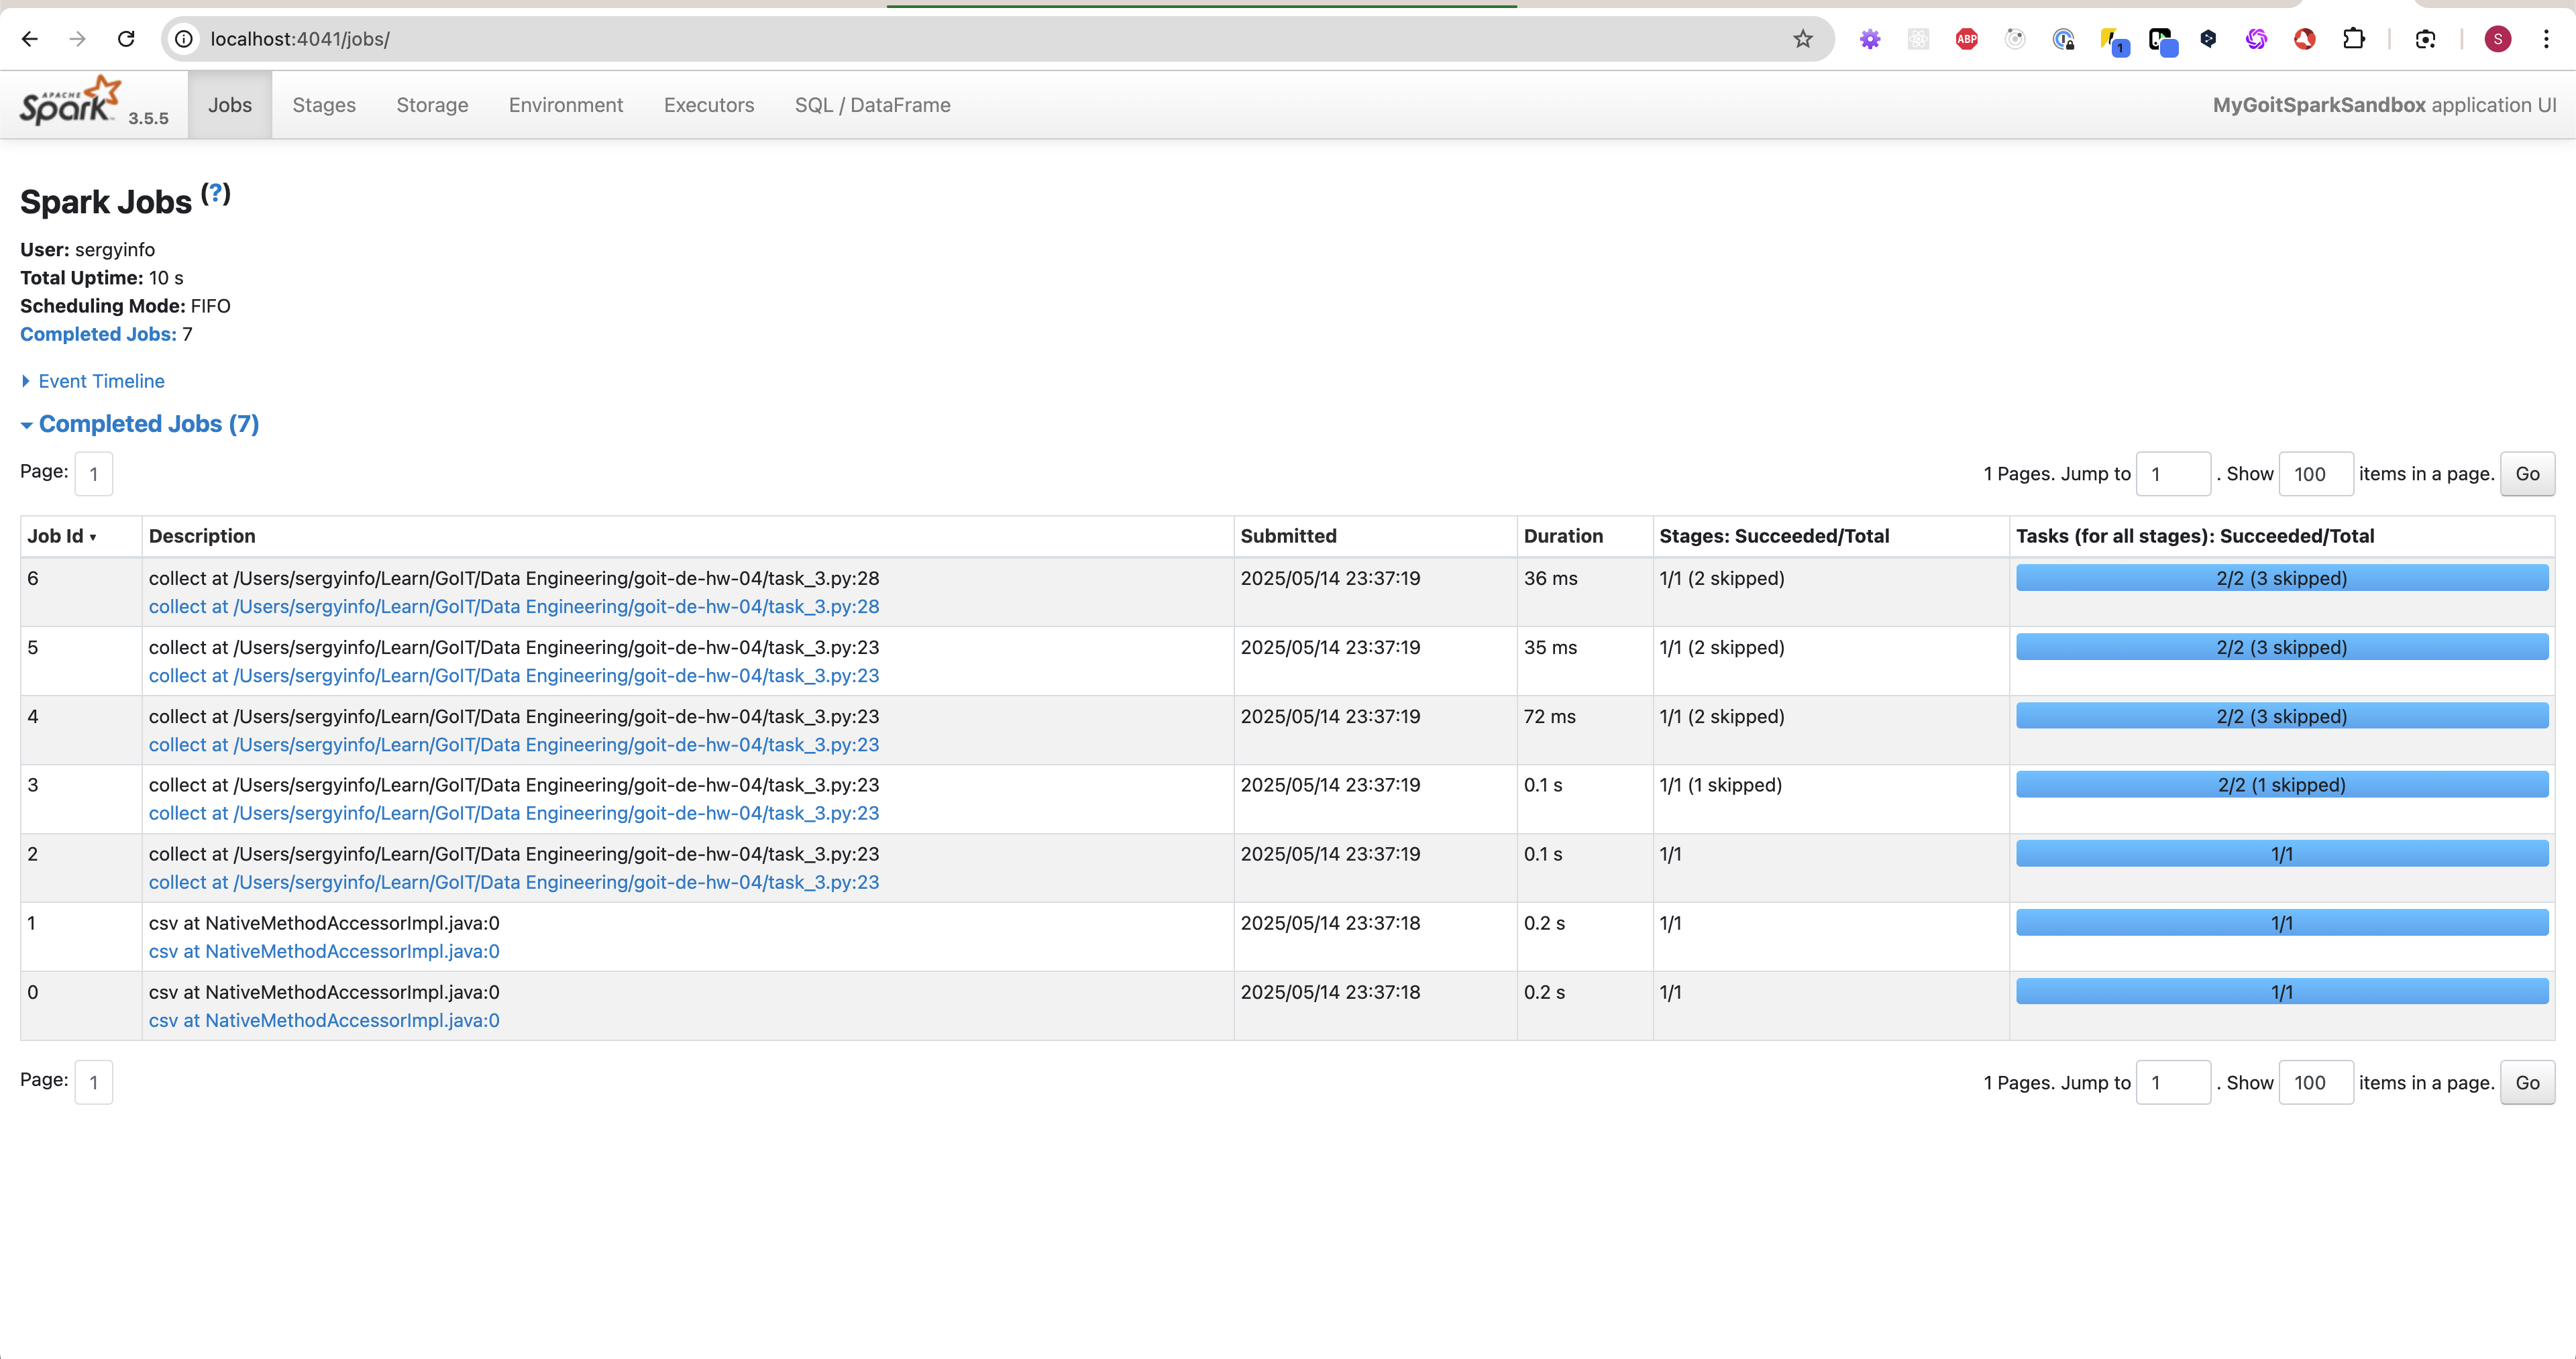 localhost:4041/jobs/
ABP
1
S
APACHE Spark 3.5.5 Jobs Stages Storage Environment Executors SQL / DataFrame MyGoitSparkSandbox application UI
Spark Jobs (?)
User: sergyinfo
Total Uptime: 10 s
Scheduling Mode: FIFO
Completed Jobs: 7
Event Timeline
Completed Jobs (7)
Page: 1 1 Pages. Jump to 1 . Show 100 items in a page. Go
Job Id ▾ Description Submitted Duration Stages: Succeeded/Total Tasks (for all stages): Succeeded/Total
6 collect at /Users/sergyinfo/Learn/GoIT/Data Engineering/goit-de-hw-04/task_3.py:28 2025/05/14 23:37:19 36 ms 1/1 (2 skipped) 2/2 (3 skipped)
collect at /Users/sergyinfo/Learn/GoIT/Data Engineering/goit-de-hw-04/task_3.py:28
5 collect at /Users/sergyinfo/Learn/GoIT/Data Engineering/goit-de-hw-04/task_3.py:23 2025/05/14 23:37:19 35 ms 1/1 (2 skipped) 2/2 (3 skipped)
collect at /Users/sergyinfo/Learn/GoIT/Data Engineering/goit-de-hw-04/task_3.py:23
4 collect at /Users/sergyinfo/Learn/GoIT/Data Engineering/goit-de-hw-04/task_3.py:23 2025/05/14 23:37:19 72 ms 1/1 (2 skipped) 2/2 (3 skipped)
collect at /Users/sergyinfo/Learn/GoIT/Data Engineering/goit-de-hw-04/task_3.py:23
3 collect at /Users/sergyinfo/Learn/GoIT/Data Engineering/goit-de-hw-04/task_3.py:23 2025/05/14 23:37:19 0.1 s 1/1 (1 skipped) 2/2 (1 skipped)
collect at /Users/sergyinfo/Learn/GoIT/Data Engineering/goit-de-hw-04/task_3.py:23
2 collect at /Users/sergyinfo/Learn/GoIT/Data Engineering/goit-de-hw-04/task_3.py:23 2025/05/14 23:37:19 0.1 s 1/1 1/1
collect at /Users/sergyinfo/Learn/GoIT/Data Engineering/goit-de-hw-04/task_3.py:23
1 csv at NativeMethodAccessorImpl.java:0 2025/05/14 23:37:18 0.2 s 1/1 1/1
csv at NativeMethodAccessorImpl.java:0
0 csv at NativeMethodAccessorImpl.java:0 2025/05/14 23:37:18 0.2 s 1/1 1/1
csv at NativeMethodAccessorImpl.java:0
Page: 1 1 Pages. Jump to 1 . Show 100 items in a page. Go